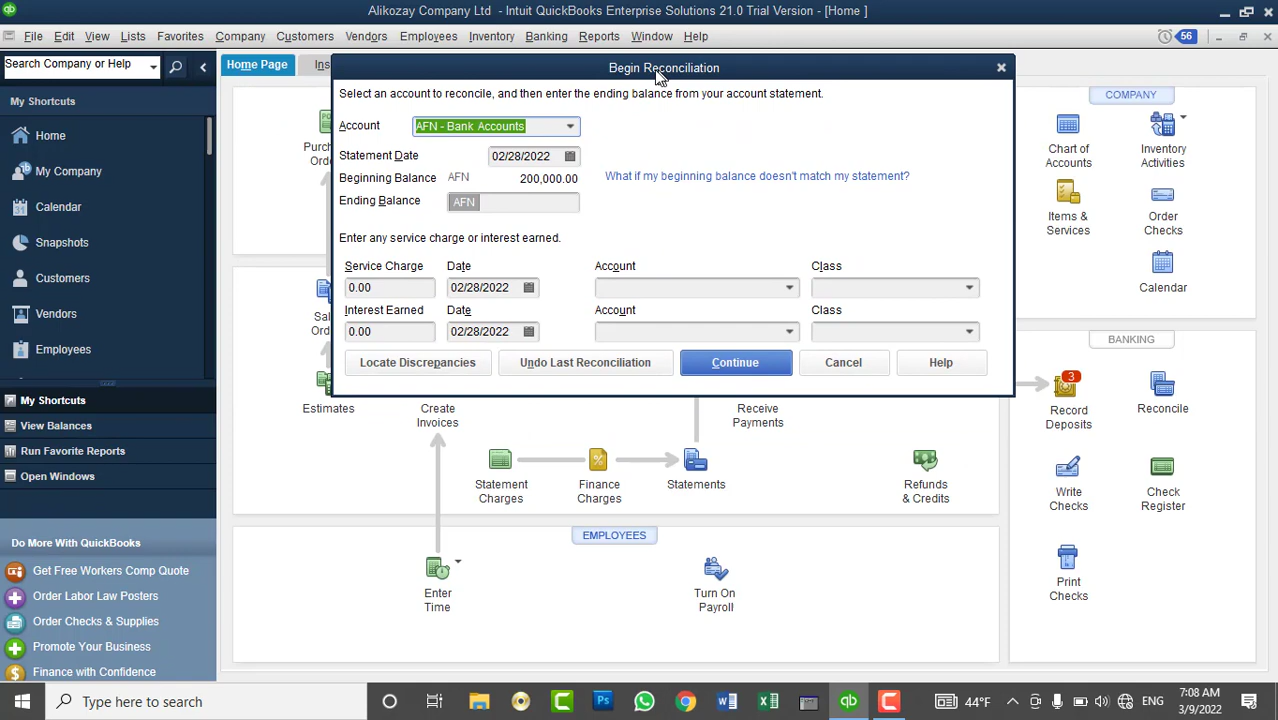 Alikozay Company Ltd - Intuit QuickBooks Enterprise Solutions 21.0 Trial Version - [Home ]
File Edit View Lists Favorites Company Customers Vendors Employees Inventory Banking Reports Window Help 56
Search Company or Help
Home Page Ins
My Shortcuts
Home
My Company
Calendar
Snapshots
Customers
Vendors
Employees
My Shortcuts
View Balances
Run Favorite Reports
Open Windows
Do More With QuickBooks
Get Free Workers Comp Quote
Order Labor Law Posters
Order Checks & Supplies
Promote Your Business
Finance with Confidence
Begin Reconciliation
Select an account to reconcile, and then enter the ending balance from your account statement.
Account AFN - Bank Accounts
Statement Date 02/28/2022
Beginning Balance AFN 200,000.00 What if my beginning balance doesn't match my statement?
Ending Balance AFN
Enter any service charge or interest earned.
Service Charge Date Account Class
0.00 02/28/2022
Interest Earned Date Account Class
0.00 02/28/2022
Locate Discrepancies Undo Last Reconciliation Continue Cancel Help
Purch
Orde
Sal
Ord
Estimates
Create
Invoices
Receive
Payments
Statement
Charges
Finance
Charges
Statements
Refunds
& Credits
EMPLOYEES
Enter
Time
Turn On
Payroll
COMPANY
Chart of
Accounts
Inventory
Activities
Items &
Services
Order
Checks
Calendar
BANKING
3
Record
Deposits
Reconcile
Write
Checks
Check
Register
Print
Checks
Type here to search
44°F
ENG
7:08 AM
3/9/2022